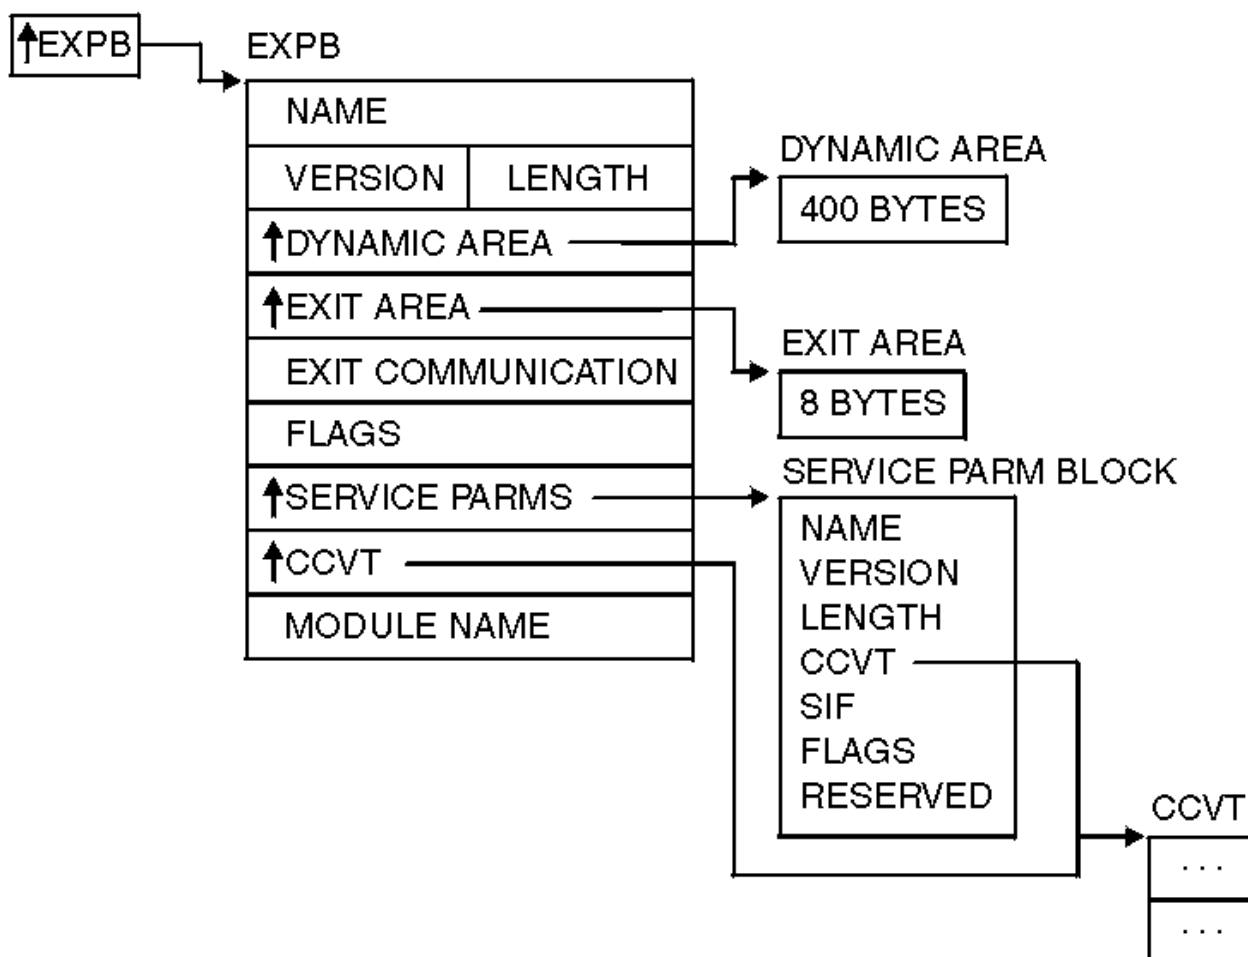 ↑EXPB
EXPB
NAME
VERSION LENGTH
↑DYNAMIC AREA
↑EXIT AREA
EXIT COMMUNICATION
FLAGS
↑SERVICE PARMS
↑CCVT
MODULE NAME
DYNAMIC AREA
400 BYTES
EXIT AREA
8 BYTES
SERVICE PARM BLOCK
NAME
VERSION
LENGTH
CCVT
SIF
FLAGS
RESERVED
CCVT
. . .
. . .